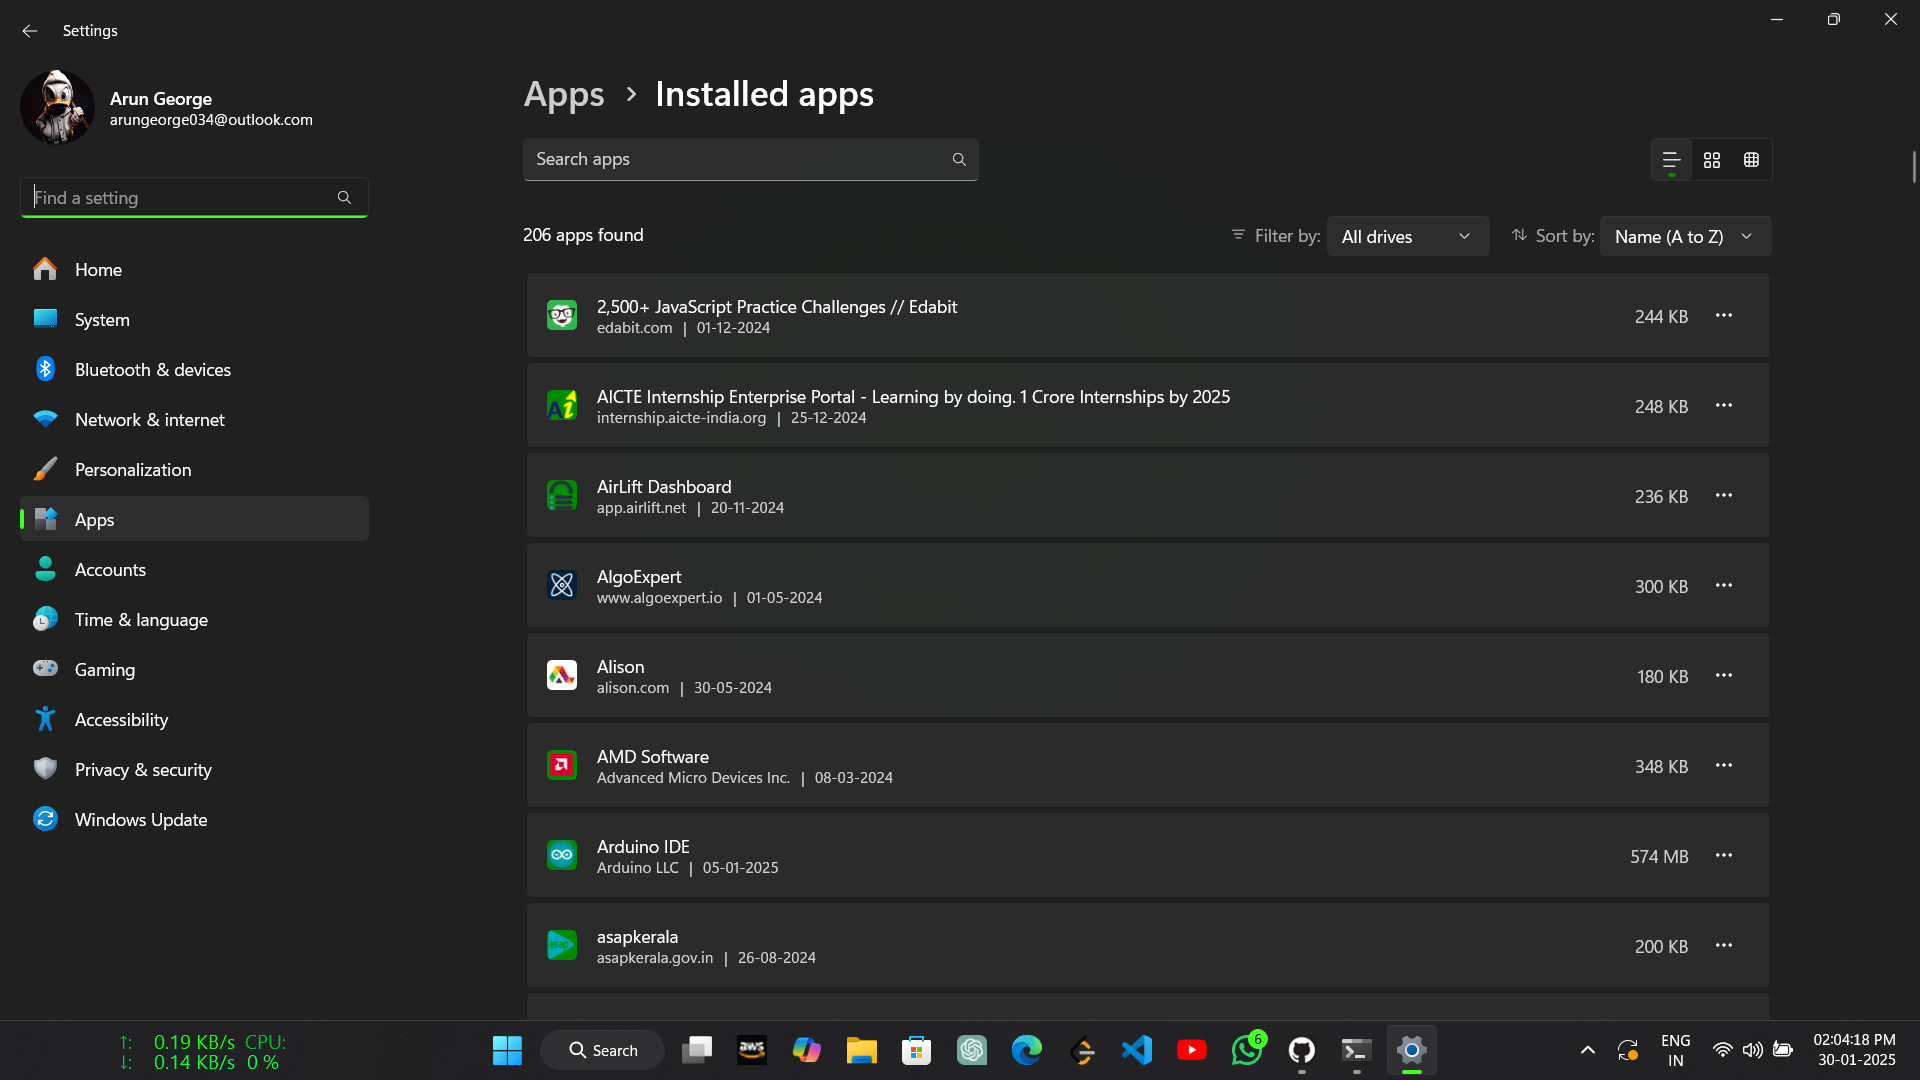 Settings
Arun George
arungeorge034@outlook.com
Find a setting
Home
System
Bluetooth & devices
Network & internet
Personalization
Apps
Accounts
Time & language
Gaming
Accessibility
Privacy & security
Windows Update
Apps > Installed apps
Search apps
206 apps found
Filter by: All drives
Sort by: Name (A to Z)
2,500+ JavaScript Practice Challenges // Edabit
edabit.com | 01-12-2024
244 KB
AICTE Internship Enterprise Portal - Learning by doing. 1 Crore Internships by 2025
internship.aicte-india.org | 25-12-2024
248 KB
AirLift Dashboard
app.airlift.net | 20-11-2024
236 KB
AlgoExpert
www.algoexpert.io | 01-05-2024
300 KB
Alison
alison.com | 30-05-2024
180 KB
AMD Software
Advanced Micro Devices Inc. | 08-03-2024
348 KB
Arduino IDE
Arduino LLC | 05-01-2025
574 MB
asapkerala
asapkerala.gov.in | 26-08-2024
200 KB
↑: 0.19 KB/s CPU:
↓: 0.14 KB/s 0 %
Search
aws
6
ENG
IN
02:04:18 PM
30-01-2025